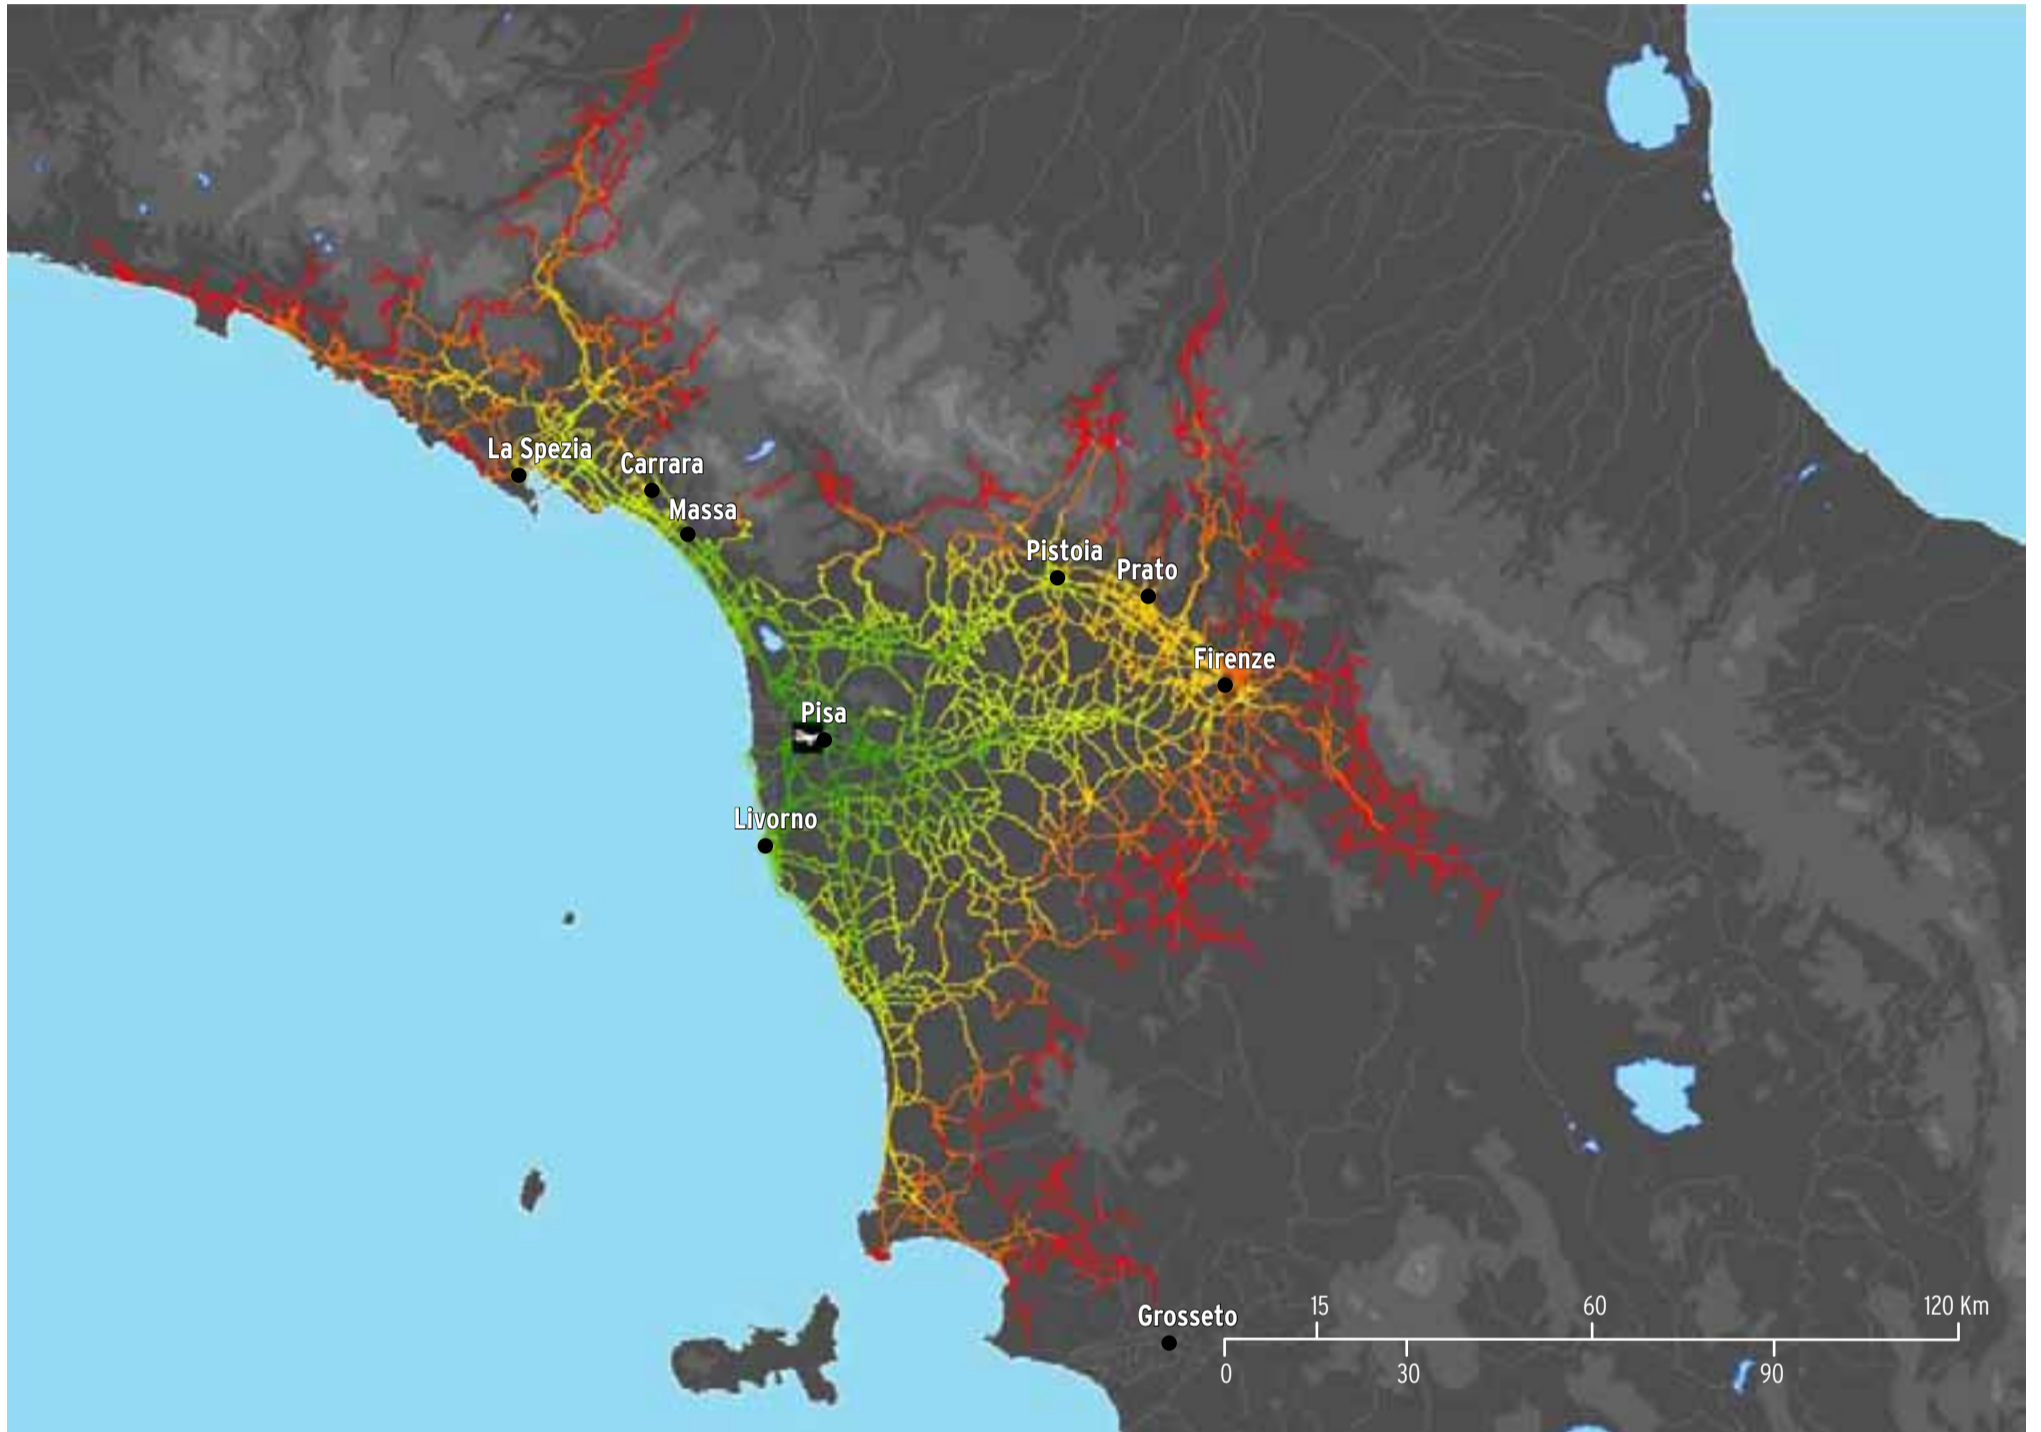 La Spezia
Carrara
Massa
Pistoia
Prato
Firenze
Pisa
Livorno
Grosseto
15
60
120 Km
0
30
90